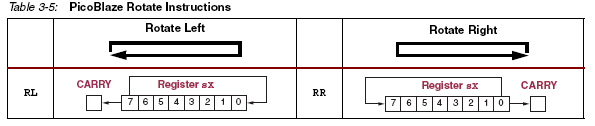 Table 3-5: PicoBlaze Rotate Instructions
Rotate Left Rotate Right
CARRY Register sX Register sX CARRY
RL 7 6 5 4 3 2 1 0 RR 7 6 5 4 3 2 1 0